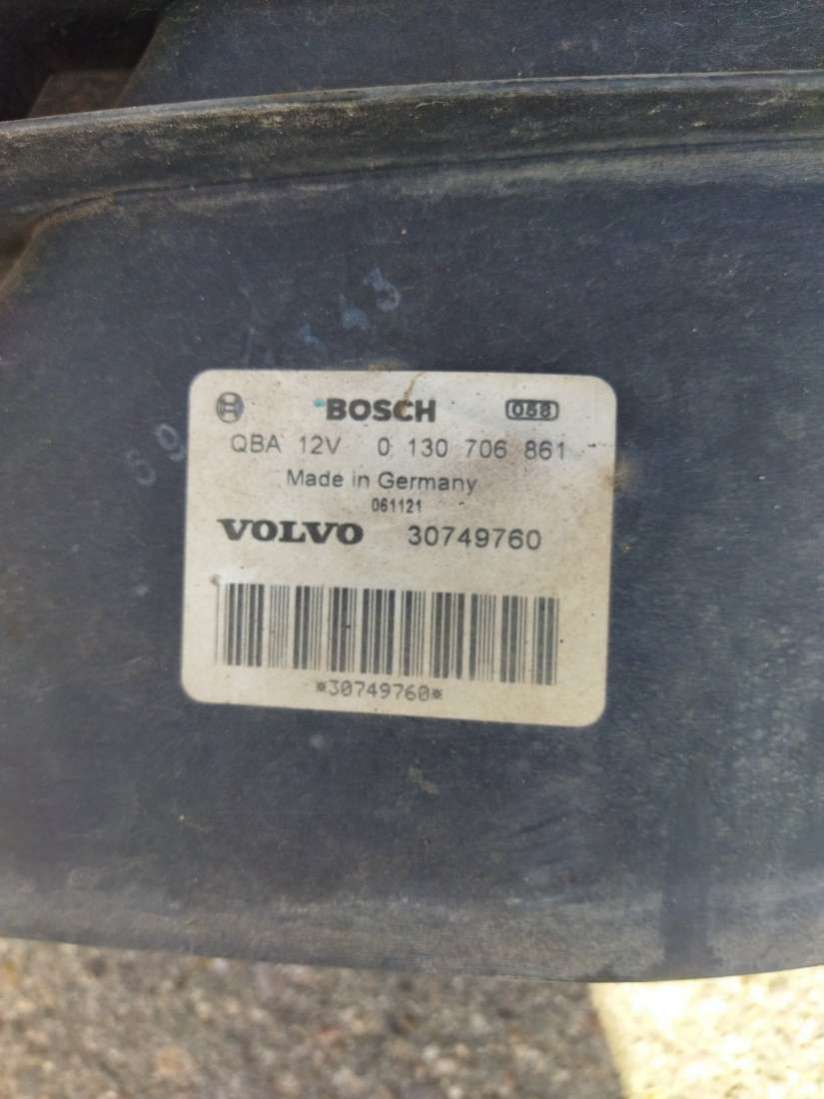 BOSCH 058
QBA 12V 0 130 706 861
Made in Germany
061121
VOLVO 30749760
*30749760*